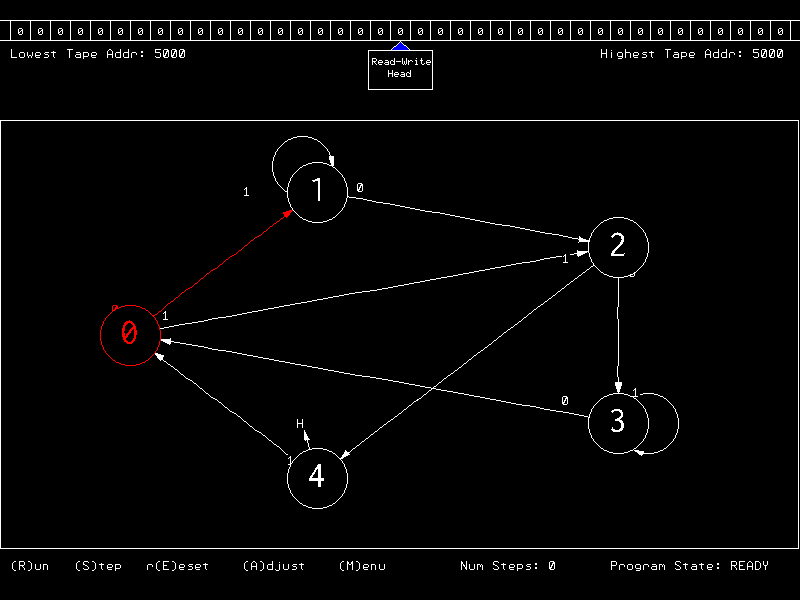 0 0 0 0 0 0 0 0 0 0 0 0 0 0 0 0 0 0 0 0 0 0 0 0 0 0 0 0 0 0 0 0 0 0 0 0 0 0 0 0 0
Lowest Tape Addr: 5000
Read-Write
Head
Highest Tape Addr: 5000
1
1
0
2
1
0
1
0
0
3
1
H
1
4
(R)un (S)tep r(E)eset (A)djust (M)enu Num Steps: 0 Program State: READY